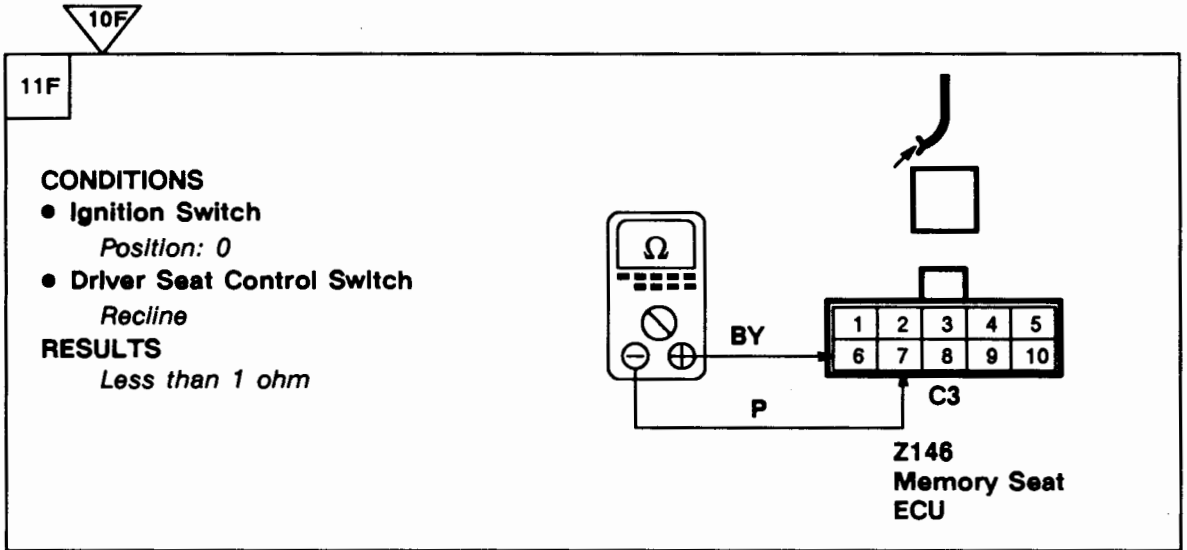 10F
11F
CONDITIONS
● Ignition Switch
Position: 0
● Driver Seat Control Switch
Recline
RESULTS
Less than 1 ohm
Ω
BY
P
1 2 3 4 5
6 7 8 9 10
C3
Z146
Memory Seat
ECU